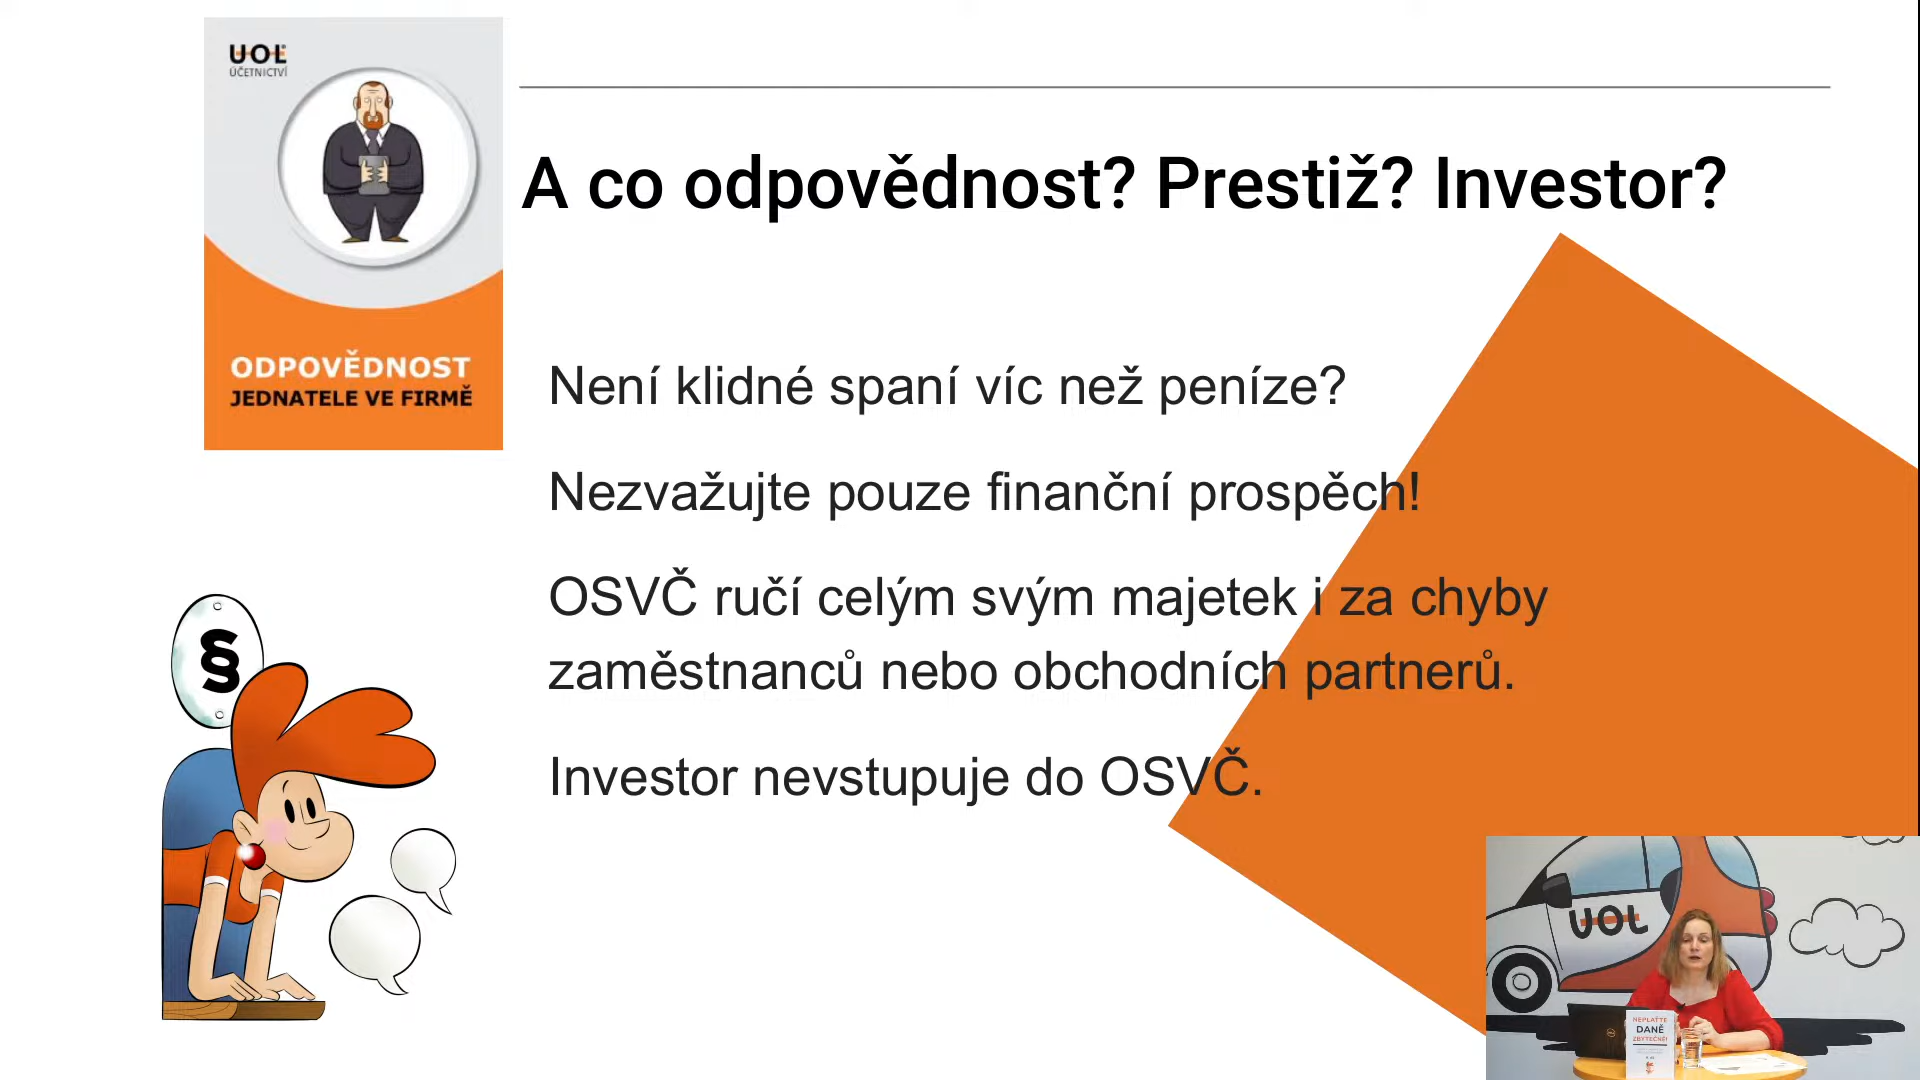 UOL
ÚČETNICTVÍ
ODPOVĚDNOST
JEDNATELE VE FIRMĚ
A co odpovědnost? Prestiž? Investor?
Není klidné spaní víc než peníze?
Nezvažujte pouze finanční prospěch!
OSVČ ručí celým svým majetek i za chyby
zaměstnanců nebo obchodních partnerů.
Investor nevstupuje do OSVČ.
§
UOL
NEPLAŤTE
DANĚ
ZBYTEČNĚ!